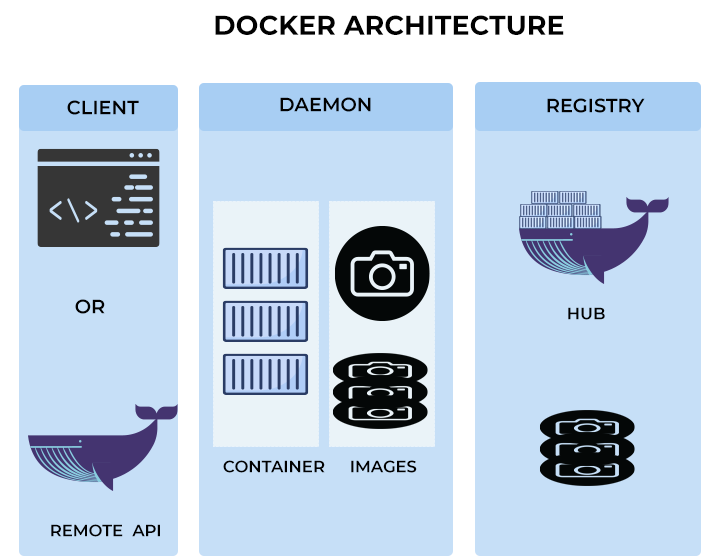 DOCKER ARCHITECTURE
CLIENT
OR
REMOTE API
DAEMON
CONTAINER
IMAGES
REGISTRY
HUB